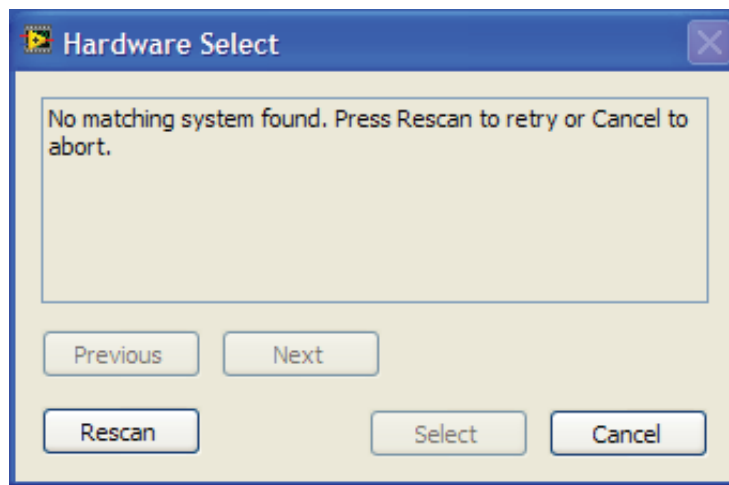 Hardware Select
No matching system found. Press Rescan to retry or Cancel to
abort.
Previous
Next
Rescan
Select
Cancel